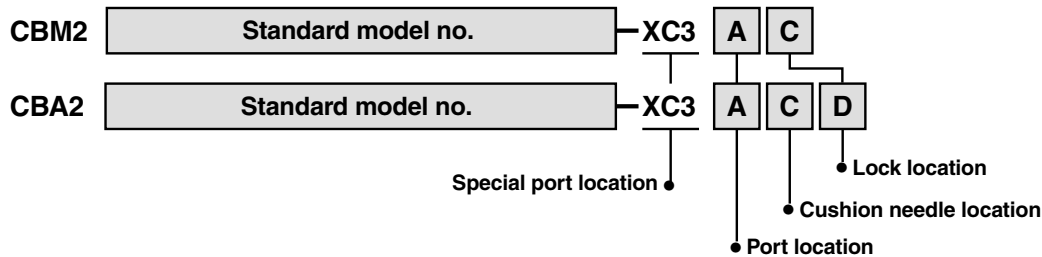 CBM2 Standard model no. XC3 A C
CBA2 Standard model no. XC3 A C D
Lock location
Special port location
Cushion needle location
Port location